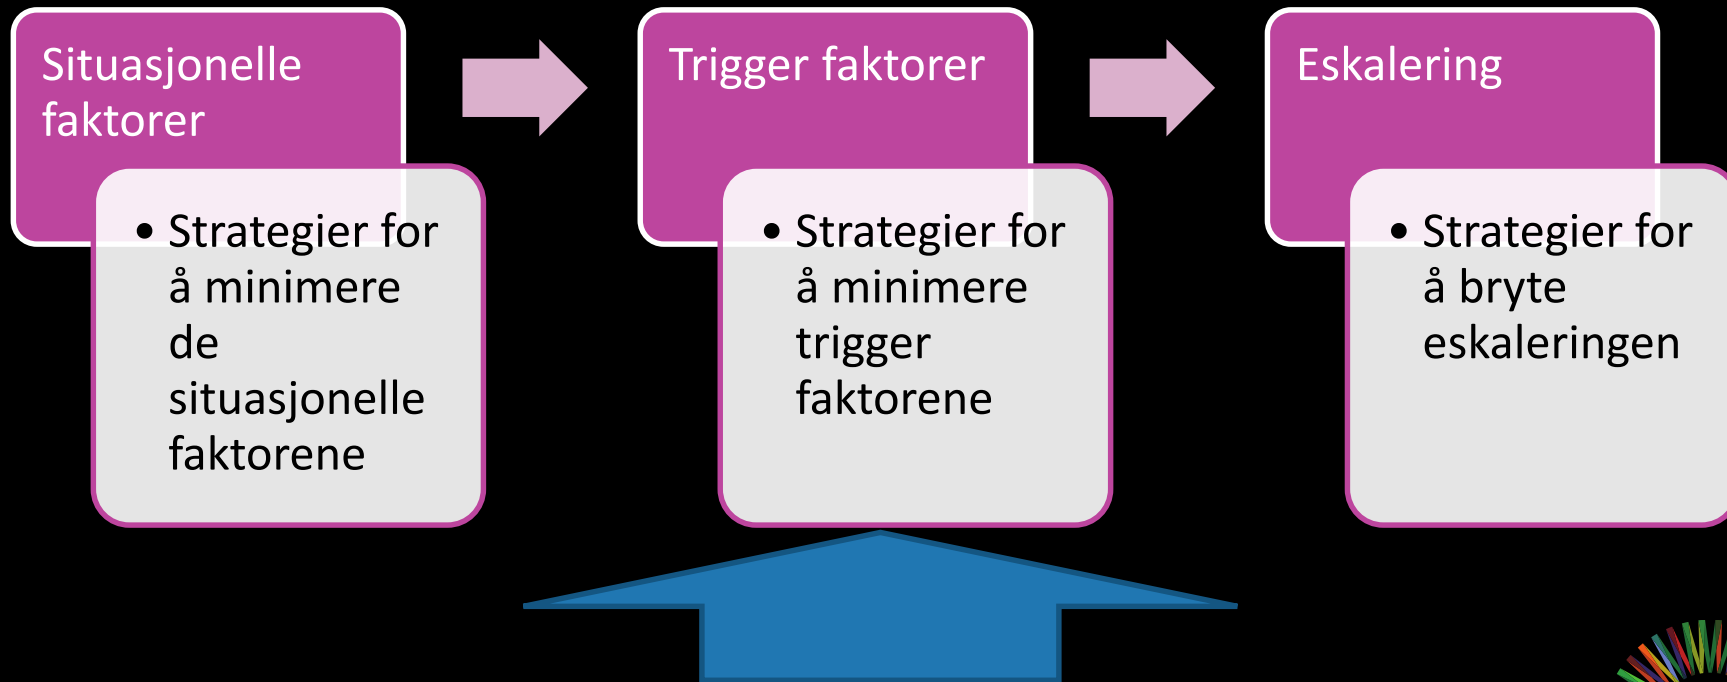 Situasjonelle
faktorer
• Strategier for
å minimere
de
situasjonelle
faktorene
Trigger faktorer
• Strategier for
å minimere
trigger
faktorene
Eskalering
• Strategier for
å bryte
eskaleringen